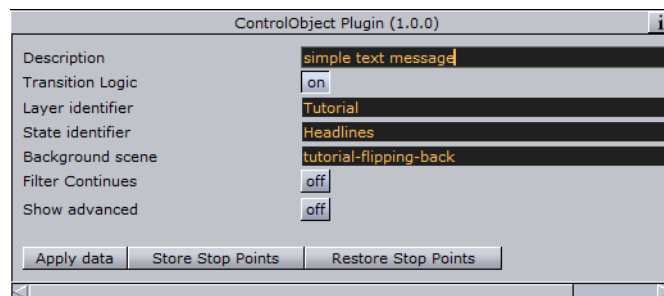 ControlObject Plugin (1.0.0) i
Description simple text message
Transition Logic on
Layer identifier Tutorial
State identifier Headlines
Background scene tutorial-flipping-back
Filter Continues off
Show advanced off
Apply data Store Stop Points Restore Stop Points